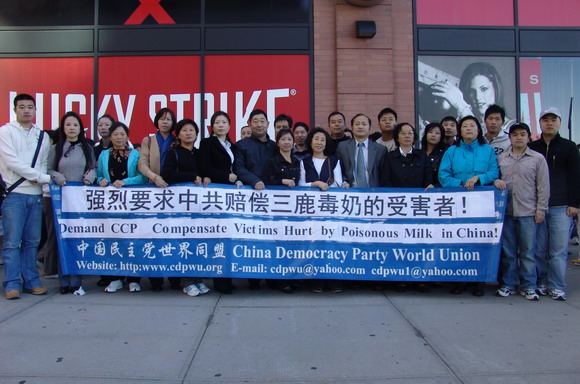 LUCKY STRIKE®
S
强烈要求中共赔偿三鹿毒奶的受害者！
Demand CCP Compensate Victims Hurt by Poisonous Milk in China!
中国民主党世界同盟 China Democracy Party World Union
Website: http:www.cdpwu.org E-mail: cdpwu@yahoo.com cdpwu1@yahoo.com